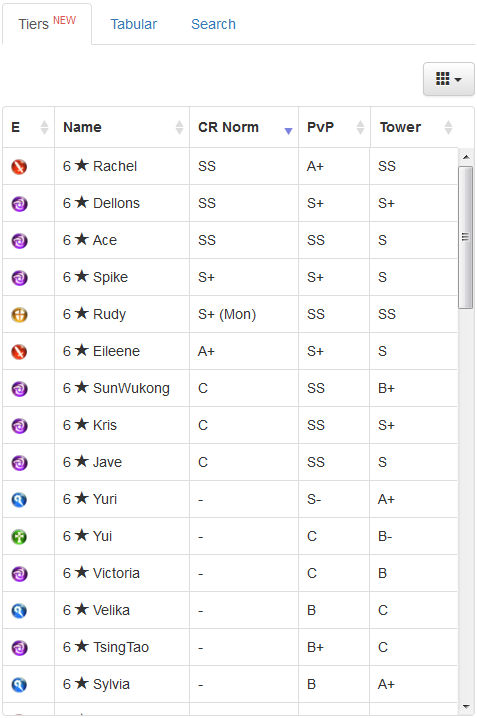 Tiers NEW Tabular Search
E Name CR Norm PvP Tower
6 ★ Rachel SS A+ SS
6 ★ Dellons SS S+ S+
6 ★ Ace SS SS S
6 ★ Spike S+ S+ S
6 ★ Rudy S+ (Mon) SS SS
6 ★ Eileene A+ S+ S
6 ★ SunWukong C SS B+
6 ★ Kris C SS S+
6 ★ Jave C SS S
6 ★ Yuri - S- A+
6 ★ Yui - C B-
6 ★ Victoria - C B
6 ★ Velika - B C
6 ★ TsingTao - B+ C
6 ★ Sylvia - B A+